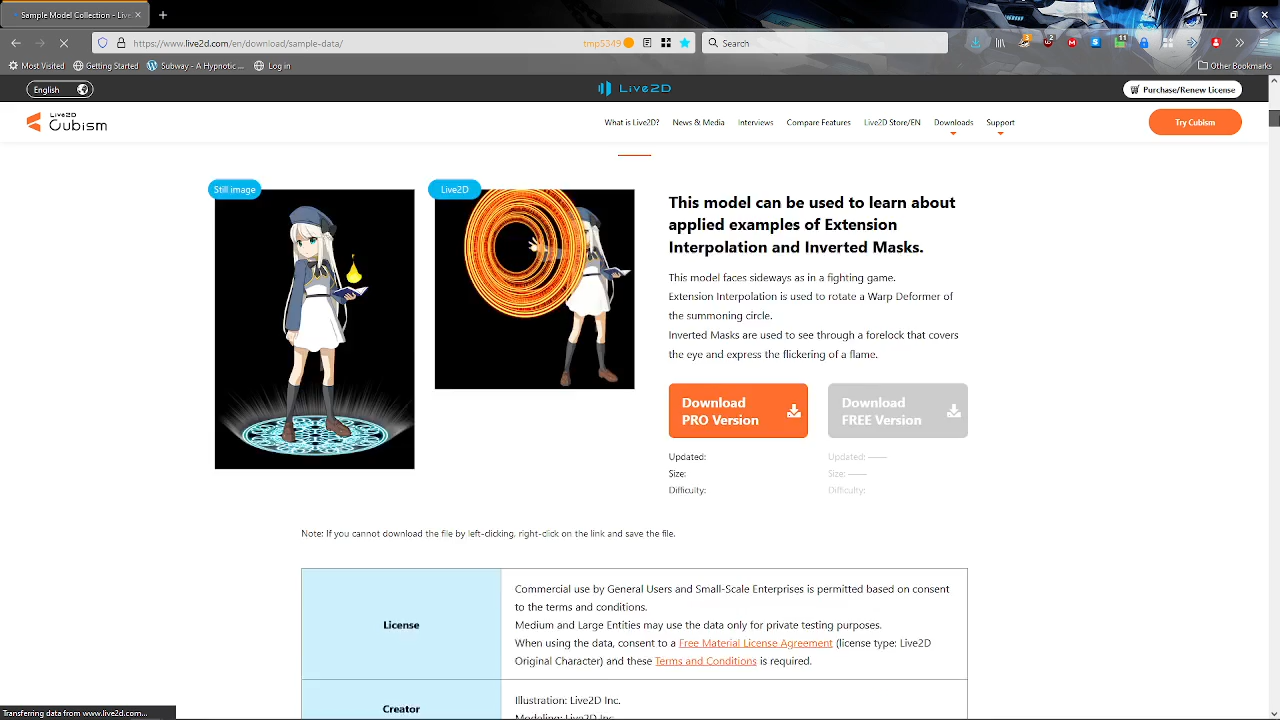 Sample Model Collection - Live
https://www.live2d.com/en/download/sample-data/
tmp5349
Search
3
2
11
Most Visited
Getting Started
Subway - A Hypnotic ...
Log in
Other Bookmarks
English
Live2D
Purchase/Renew License
Live2D
Cubism
What is Live2D?
News & Media
Interviews
Compare Features
Live2D Store/EN
Downloads
Support
Try Cubism
Still image
Live2D
This model can be used to learn about
applied examples of Extension
Interpolation and Inverted Masks.
This model faces sideways as in a fighting game.
Extension Interpolation is used to rotate a Warp Deformer of
the summoning circle.
Inverted Masks are used to see through a forelock that covers
the eye and express the flickering of a flame.
Download
PRO Version
Download
FREE Version
Updated:
Updated: ——
Size:
Size: ——
Difficulty:
Difficulty:
Note: If you cannot download the file by left-clicking, right-click on the link and save the file.
License
Commercial use by General Users and Small-Scale Enterprises is permitted based on consent
to the terms and conditions.
Medium and Large Entities may use the data only for private testing purposes.
When using the data, consent to a Free Material License Agreement (license type: Live2D
Original Character) and these Terms and Conditions is required.
Creator
Illustration: Live2D Inc.
Modeling: Live2D Inc.
Transferring data from www.live2d.com...